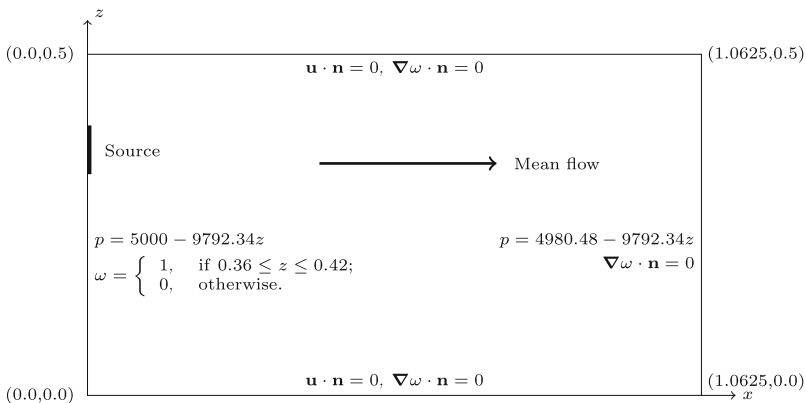 z
(0.0,0.5)
(1.0625,0.5)
𝐮 · 𝐧 = 0, 𝛁ω · 𝐧 = 0
Source
Mean flow
p = 5000 − 9792.34z
p = 4980.48 − 9792.34z
ω = { 1, if 0.36 ≤ z ≤ 0.42;
0, otherwise.
𝛁ω · 𝐧 = 0
𝐮 · 𝐧 = 0, 𝛁ω · 𝐧 = 0
(1.0625,0.0)
(0.0,0.0)
x